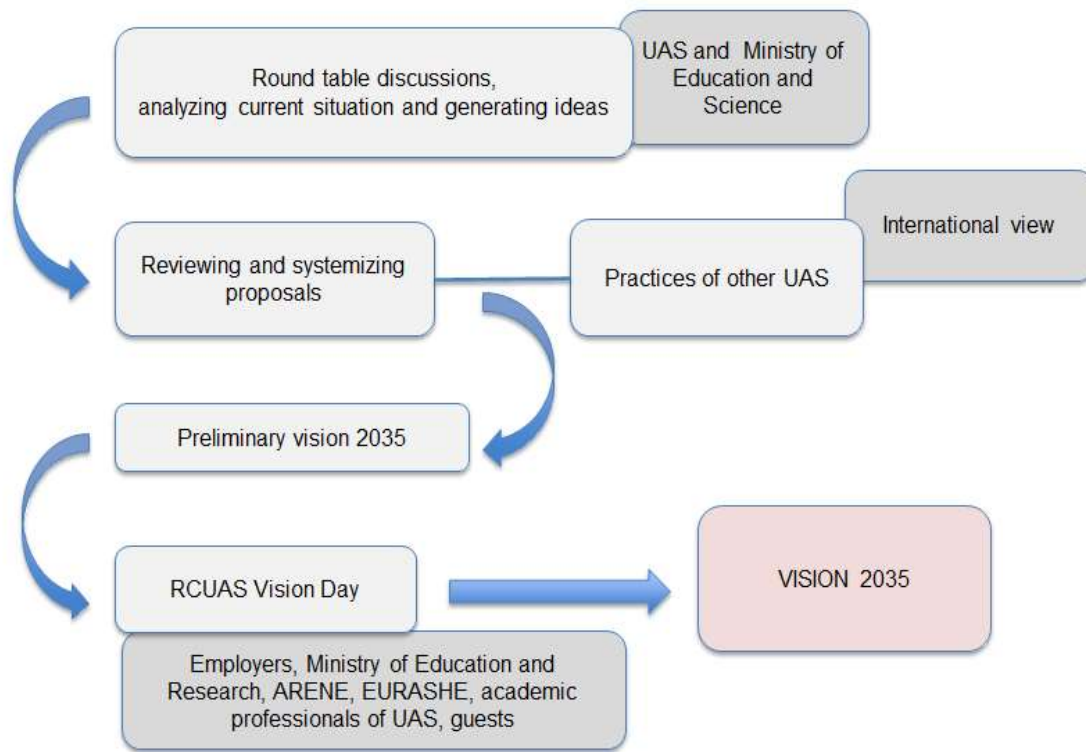 Round table discussions,
analyzing current situation and generating ideas
UAS and Ministry of
Education and
Science
International view
Reviewing and systemizing
proposals
Practices of other UAS
Preliminary vision 2035
RCUAS Vision Day
VISION 2035
Employers, Ministry of Education and
Research, ARENE, EURASHE, academic
professionals of UAS, guests